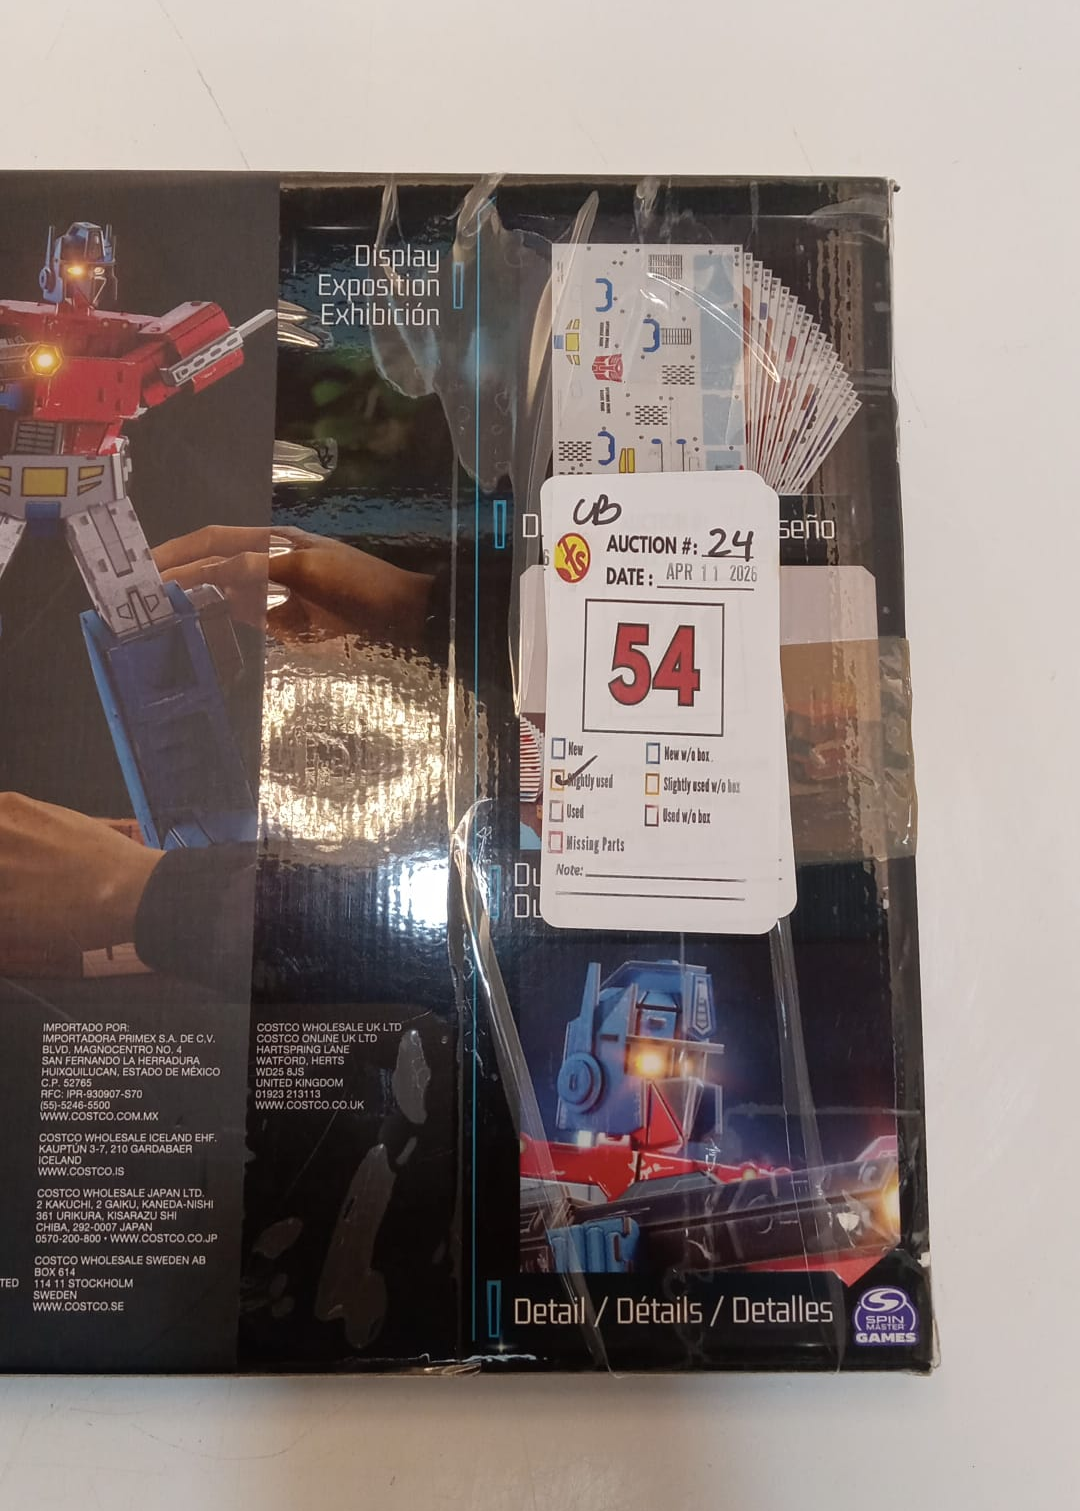 Display
Exposition
Exhibición
D
seño
UB
AUCTION #: 24
DATE: APR 11 2026
54
New
New w/o box
Slightly used
Slightly used w/o box
Used
Used w/o box
Missing Parts
Note:
Du
Du
IMPORTADO POR:
IMPORTADORA PRIMEX S.A. DE C.V.
BLVD. MAGNOCENTRO NO. 4
SAN FERNANDO LA HERRADURA
HUIXQUILUCAN, ESTADO DE MÉXICO
C.P. 52765
RFC: IPR-930907-S70
(55)-5246-5500
WWW.COSTCO.COM.MX
COSTCO WHOLESALE ICELAND EHF.
KAUPTÚN 3-7, 210 GARDABAER
ICELAND
WWW.COSTCO.IS
COSTCO WHOLESALE JAPAN LTD.
2 KAKUCHI, 2 GAIKU, KANEDA-NISHI
361 URIKURA, KISARAZU SHI
CHIBA, 292-0007 JAPAN
0570-200-800 • WWW.COSTCO.CO.JP
COSTCO WHOLESALE SWEDEN AB
BOX 614
TED
114 11 STOCKHOLM
SWEDEN
WWW.COSTCO.SE
COSTCO WHOLESALE UK LTD
COSTCO ONLINE UK LTD
HARTSPRING LANE
WATFORD, HERTS
WD25 8JS
UNITED KINGDOM
01923 213113
WWW.COSTCO.CO.UK
Detail / Détails / Detalles
SPIN
MASTER
GAMES